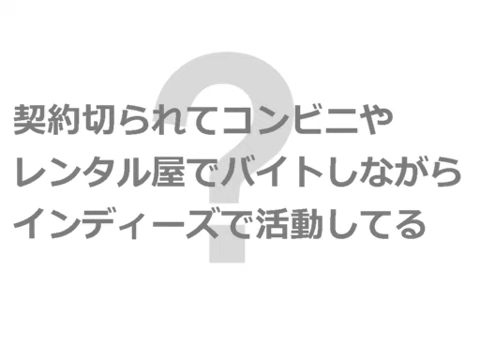 契約切られてコンビニや
レンタル屋でバイトしながら
インディーズで活動してる
?